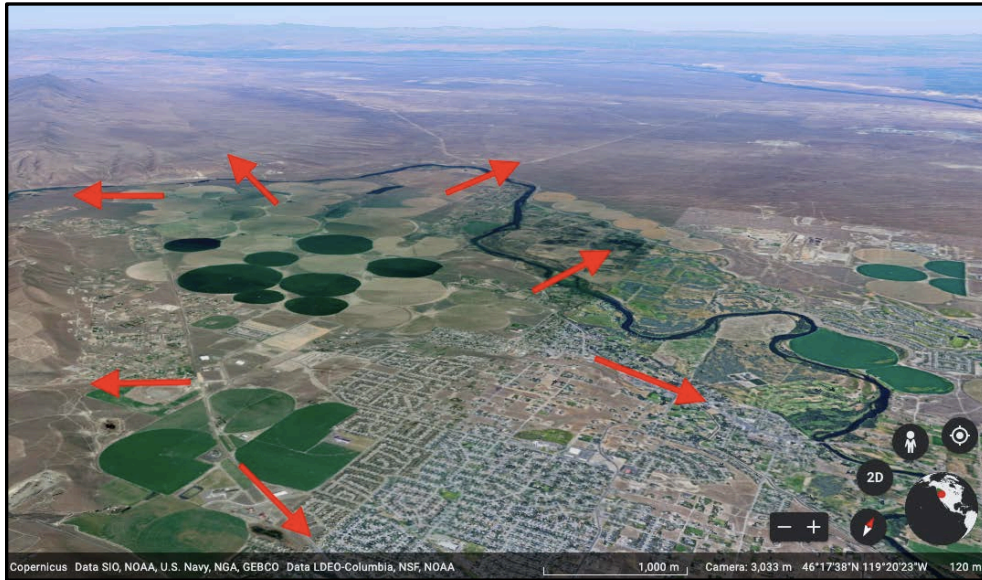 2D
Copernicus Data SIO, NOAA, U.S. Navy, NGA, GEBCO Data LDEO-Columbia, NSF, NOAA 1,000 m Camera: 3,033 m 46°17'38"N 119°20'23"W 120 m